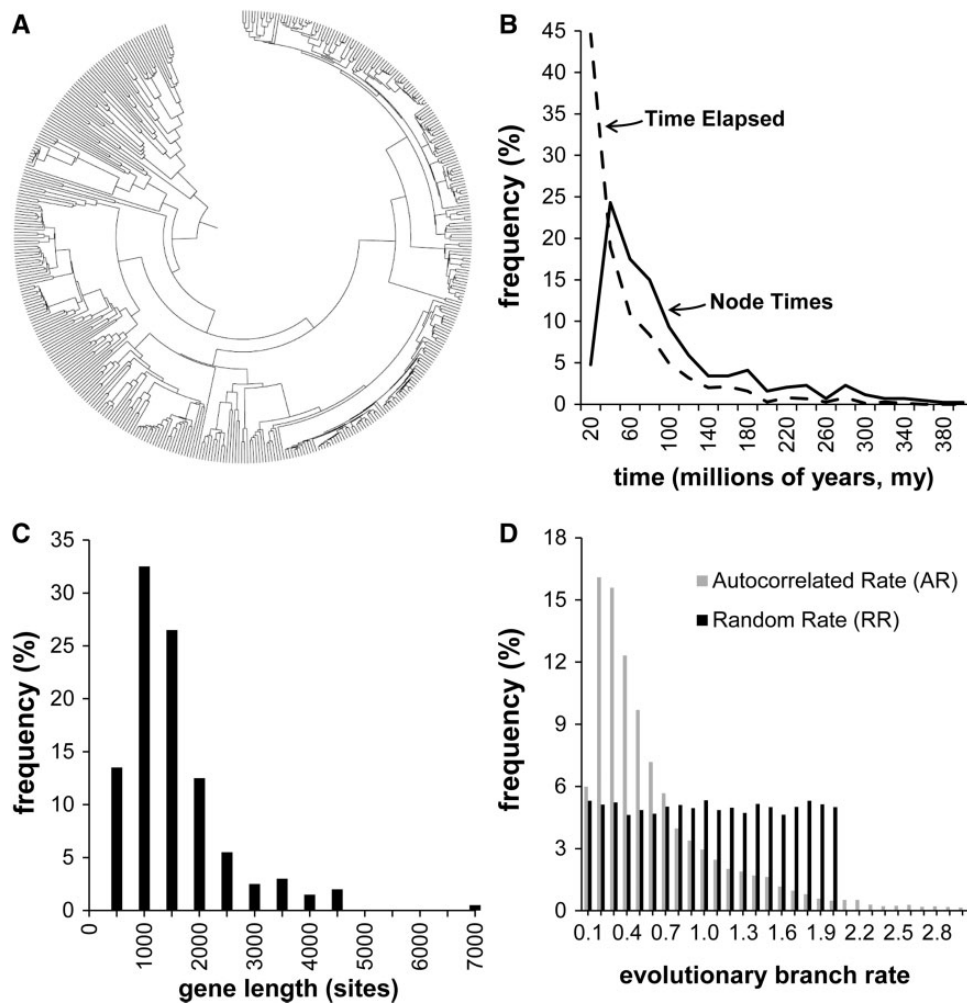 A
B
45
40
35
30
25
20
15
10
5
0
frequency (%)
Time Elapsed
Node Times
20
60
100
140
180
220
260
300
340
380
time (millions of years, my)
C
35
30
25
20
15
10
5
0
frequency (%)
0
1000
2000
3000
4000
5000
6000
7000
gene length (sites)
D
18
15
12
9
6
3
0
frequency (%)
Autocorrelated Rate (AR)
Random Rate (RR)
0.1 0.4 0.7 1.0 1.3 1.6 1.9 2.2 2.5 2.8
evolutionary branch rate